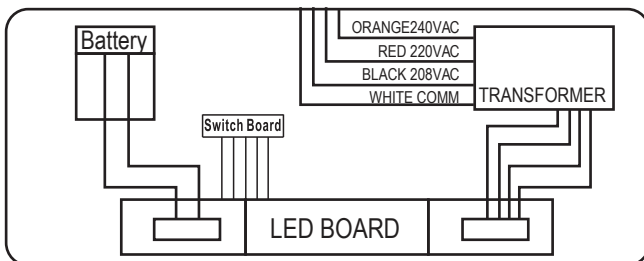 ORANGE240VAC
RED 220VAC
BLACK 208VAC
WHITE COMM
Battery
TRANSFORMER
Switch Board
LED BOARD